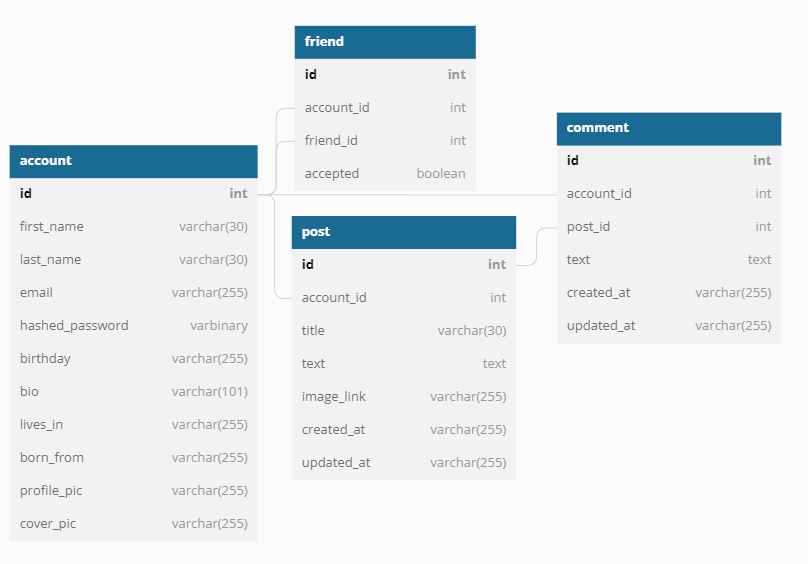 friend
id int
account_id int
friend_id int
accepted boolean
account
id int
first_name varchar(30)
last_name varchar(30)
email varchar(255)
hashed_password varbinary
birthday varchar(255)
bio varchar(101)
lives_in varchar(255)
born_from varchar(255)
profile_pic varchar(255)
cover_pic varchar(255)
post
id int
account_id int
title varchar(30)
text text
image_link varchar(255)
created_at varchar(255)
updated_at varchar(255)
comment
id int
account_id int
post_id int
text text
created_at varchar(255)
updated_at varchar(255)